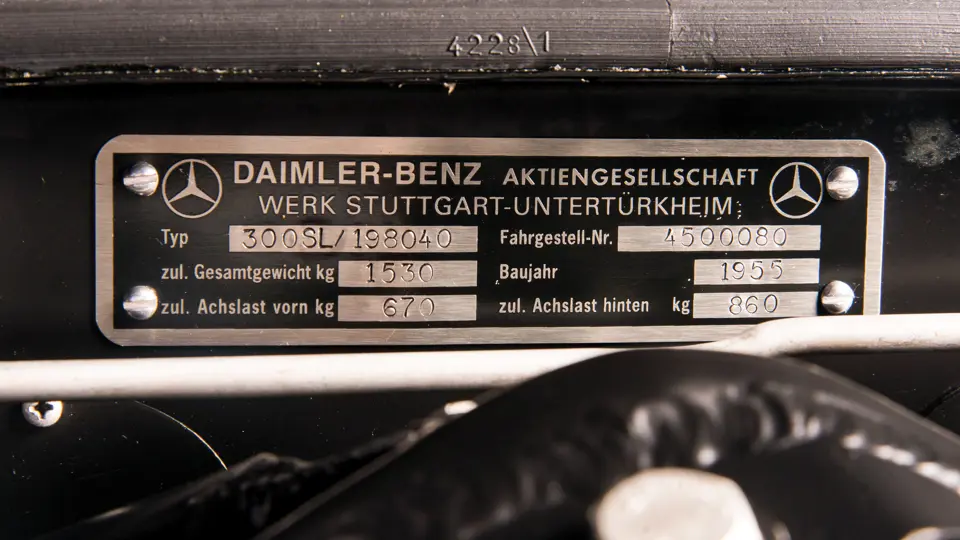 4228\1
DAIMLER-BENZ AKTIENGESELLSCHAFT
WERK STUTTGART-UNTERTÜRKHEIM
Typ 300SL/198040 Fahrgestell-Nr. 4500080
zul. Gesamtgewicht kg 1530 Baujahr 1955
zul. Achslast vorn kg 670 zul. Achslast hinten kg 860